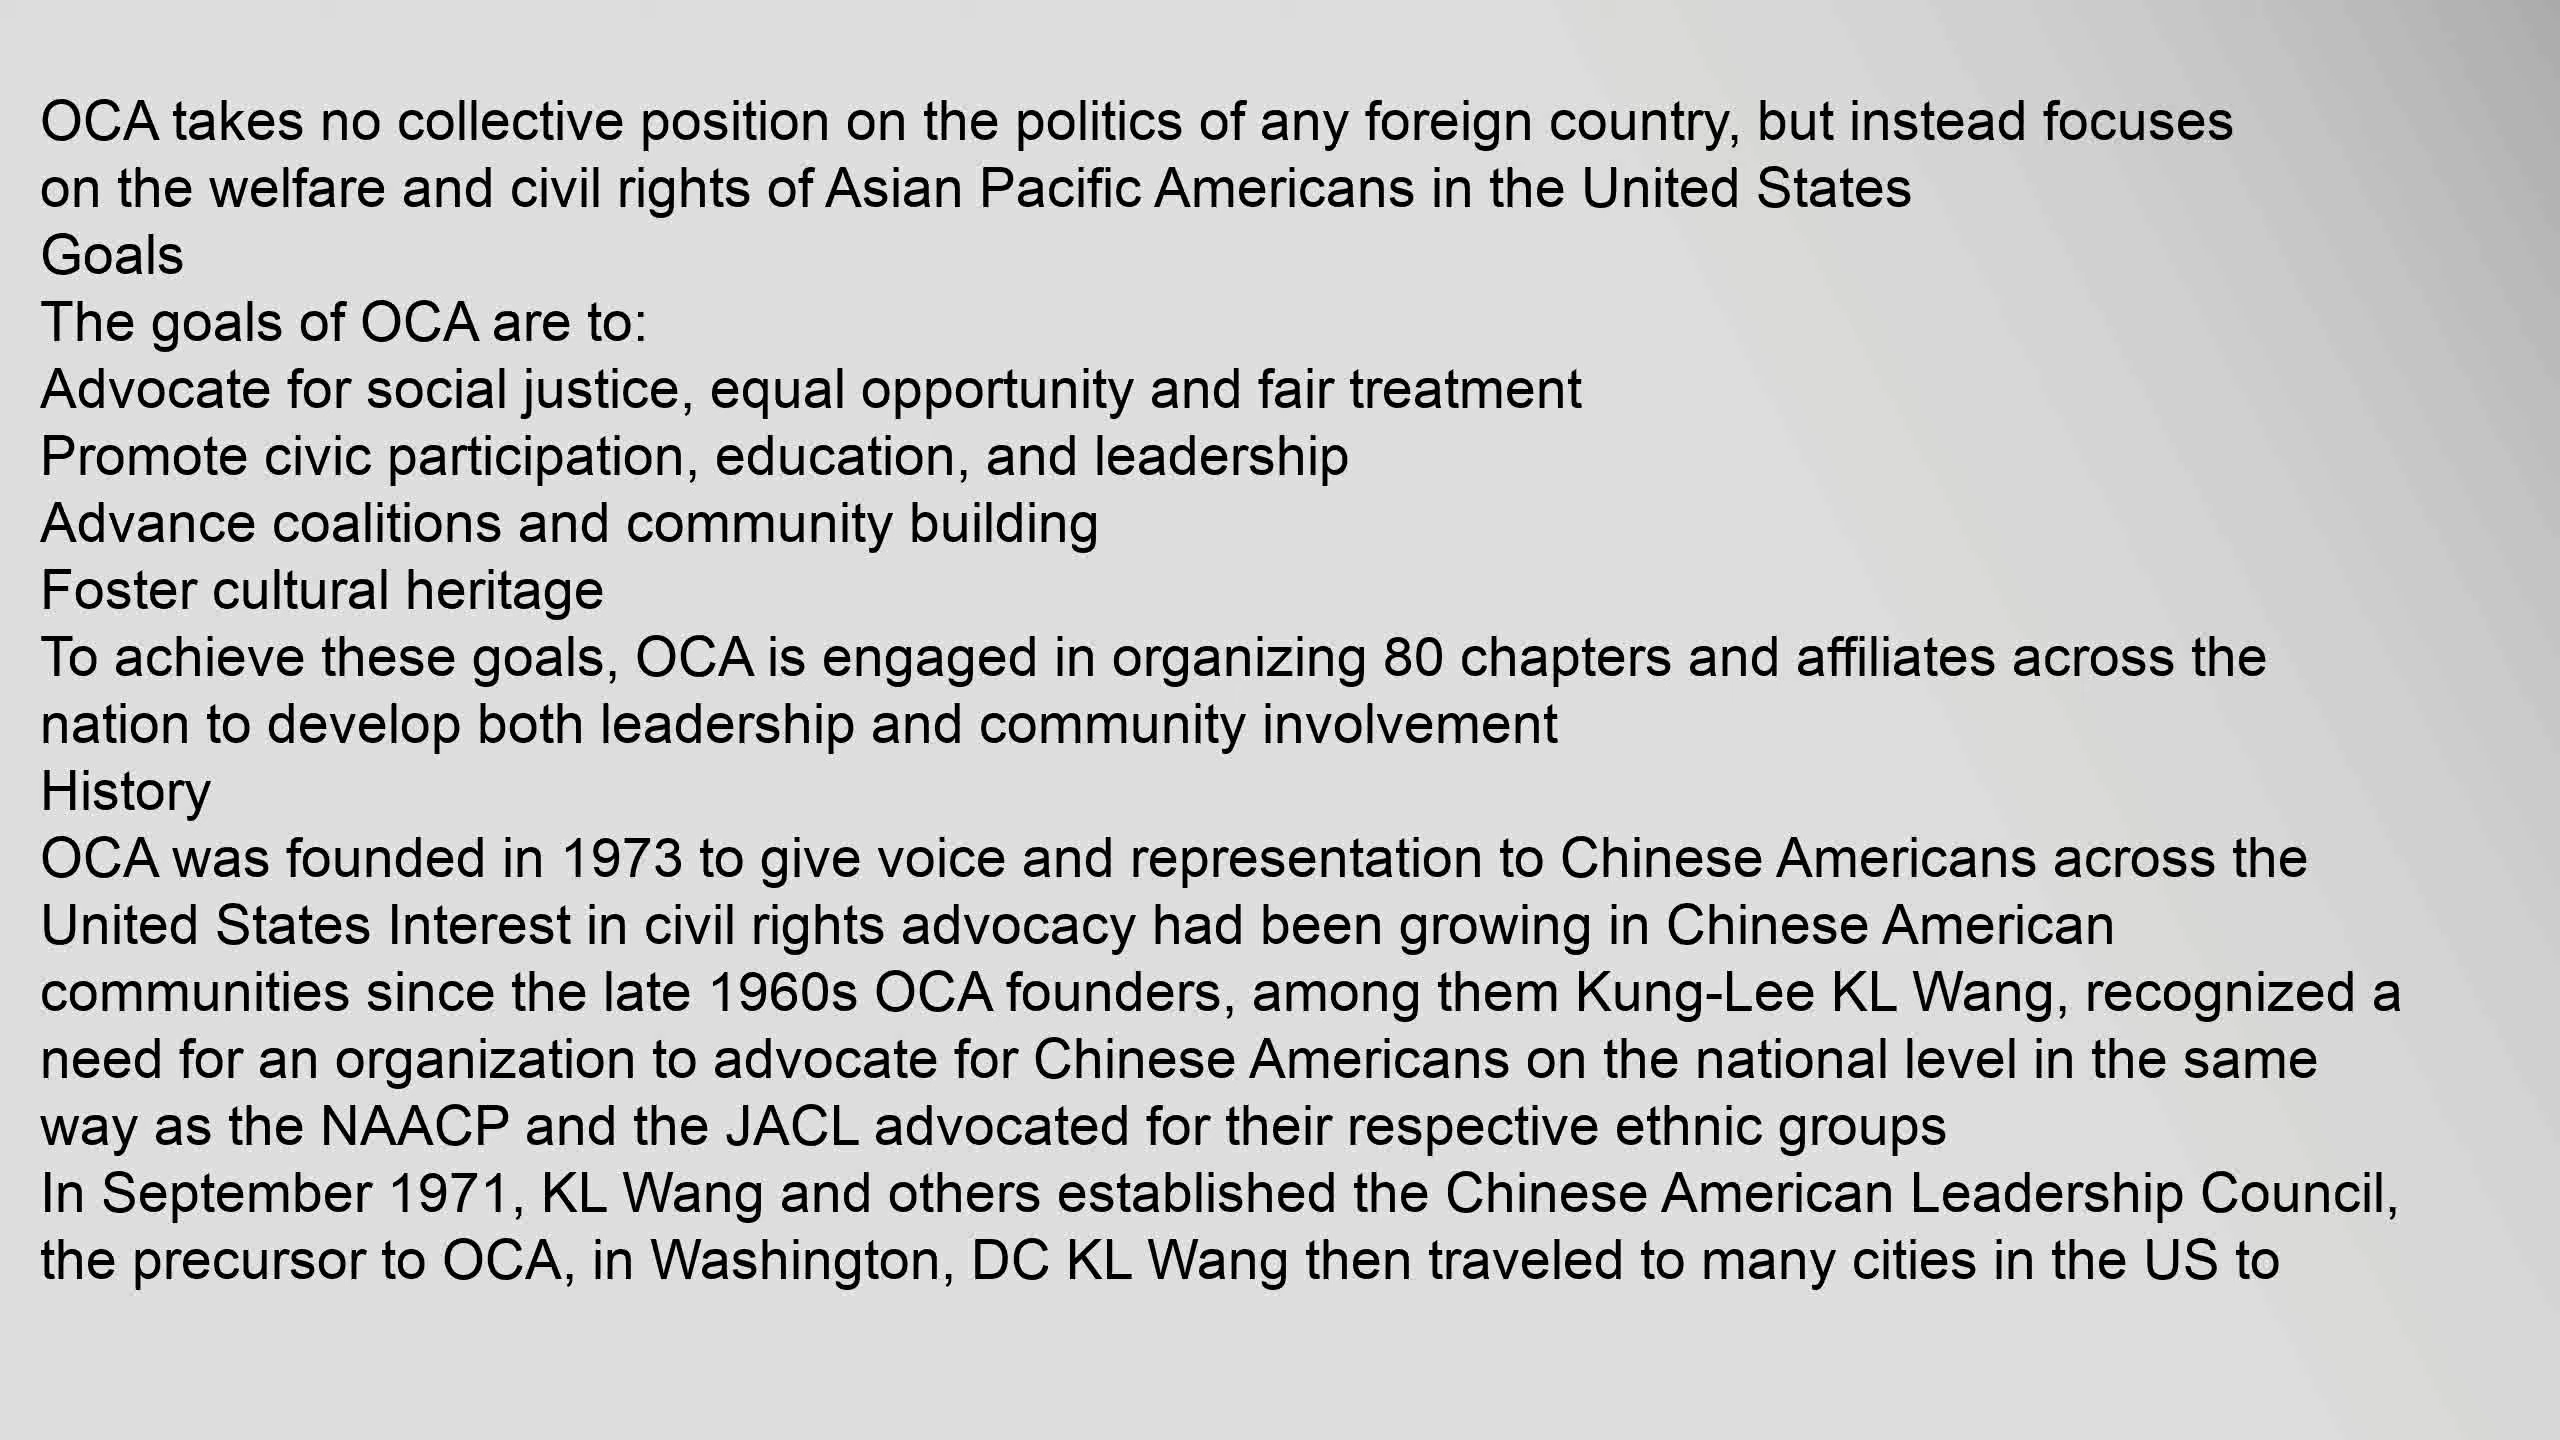 OCA takes no collective position on the politics of any foreign country, but instead focuses
on the welfare and civil rights of Asian Pacific Americans in the United States
Goals
The goals of OCA are to:
Advocate for social justice, equal opportunity and fair treatment
Promote civic participation, education, and leadership
Advance coalitions and community building
Foster cultural heritage
To achieve these goals, OCA is engaged in organizing 80 chapters and affiliates across the
nation to develop both leadership and community involvement
History
OCA was founded in 1973 to give voice and representation to Chinese Americans across the
United States Interest in civil rights advocacy had been growing in Chinese American
communities since the late 1960s OCA founders, among them Kung-Lee KL Wang, recognized a
need for an organization to advocate for Chinese Americans on the national level in the same
way as the NAACP and the JACL advocated for their respective ethnic groups
In September 1971, KL Wang and others established the Chinese American Leadership Council,
the precursor to OCA, in Washington, DC KL Wang then traveled to many cities in the US to